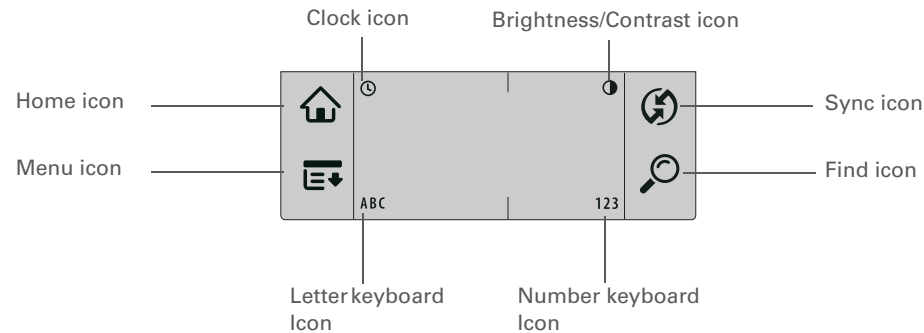 Clock icon
Brightness/Contrast icon
Home icon
Sync icon
Menu icon
Find icon
ABC
123
Letter keyboard
Icon
Number keyboard
Icon